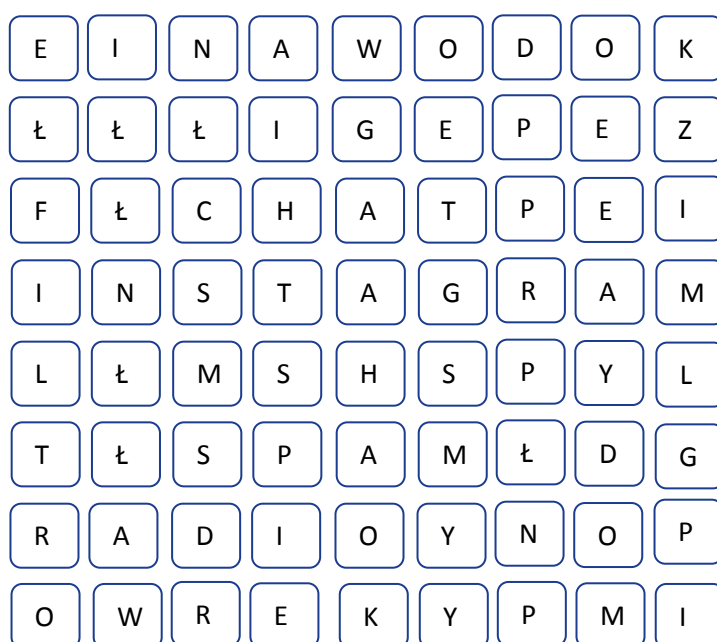 E I N A W O D O K
Ł Ł Ł I G E P E Z
F Ł C H A T P E I
I N S T A G R A M
L Ł M S H S P Y L
T Ł S P A M Ł D G
R A D I O Y N O P
O W R E K Y P M I